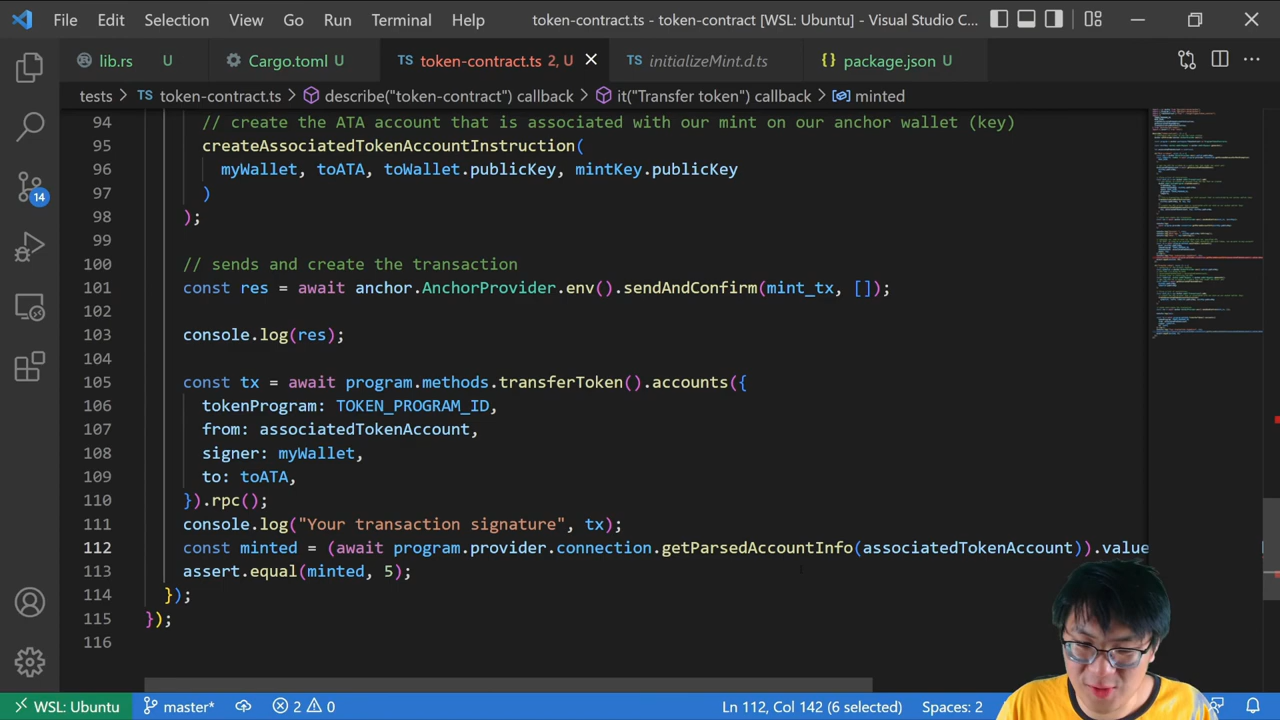 File Edit Selection View Go Run Terminal Help token-contract.ts - token-contract [WSL: Ubuntu] - Visual Studio C...
lib.rs U Cargo.toml U TS token-contract.ts 2, U TS initializeMint.d.ts {} package.json U
tests TS token-contract.ts describe("token-contract") callback it("Transfer token") callback minted
94 // create the ATA account that is associated with our mint on our anchor wallet (key)
95 createAssociatedTokenAccountInstruction(
96 myWallet, toATA, toWallet.publicKey, mintKey.publicKey
97 )
98 );
99
100 // sends and create the transaction
101 const res = await anchor.AnchorProvider.env().sendAndConfirm(mint_tx, []);
102
103 console.log(res);
104
105 const tx = await program.methods.transferToken().accounts({
106 tokenProgram: TOKEN_PROGRAM_ID,
107 from: associatedTokenAccount,
108 signer: myWallet,
109 to: toATA,
110 }).rpc();
111 console.log("Your transaction signature", tx);
112 const minted = (await program.provider.connection.getParsedAccountInfo(associatedTokenAccount)).value
113 assert.equal(minted, 5);
114 });
115 });
116
14
WSL: Ubuntu master* 2 0 Ln 112, Col 142 (6 selected) Spaces: 2